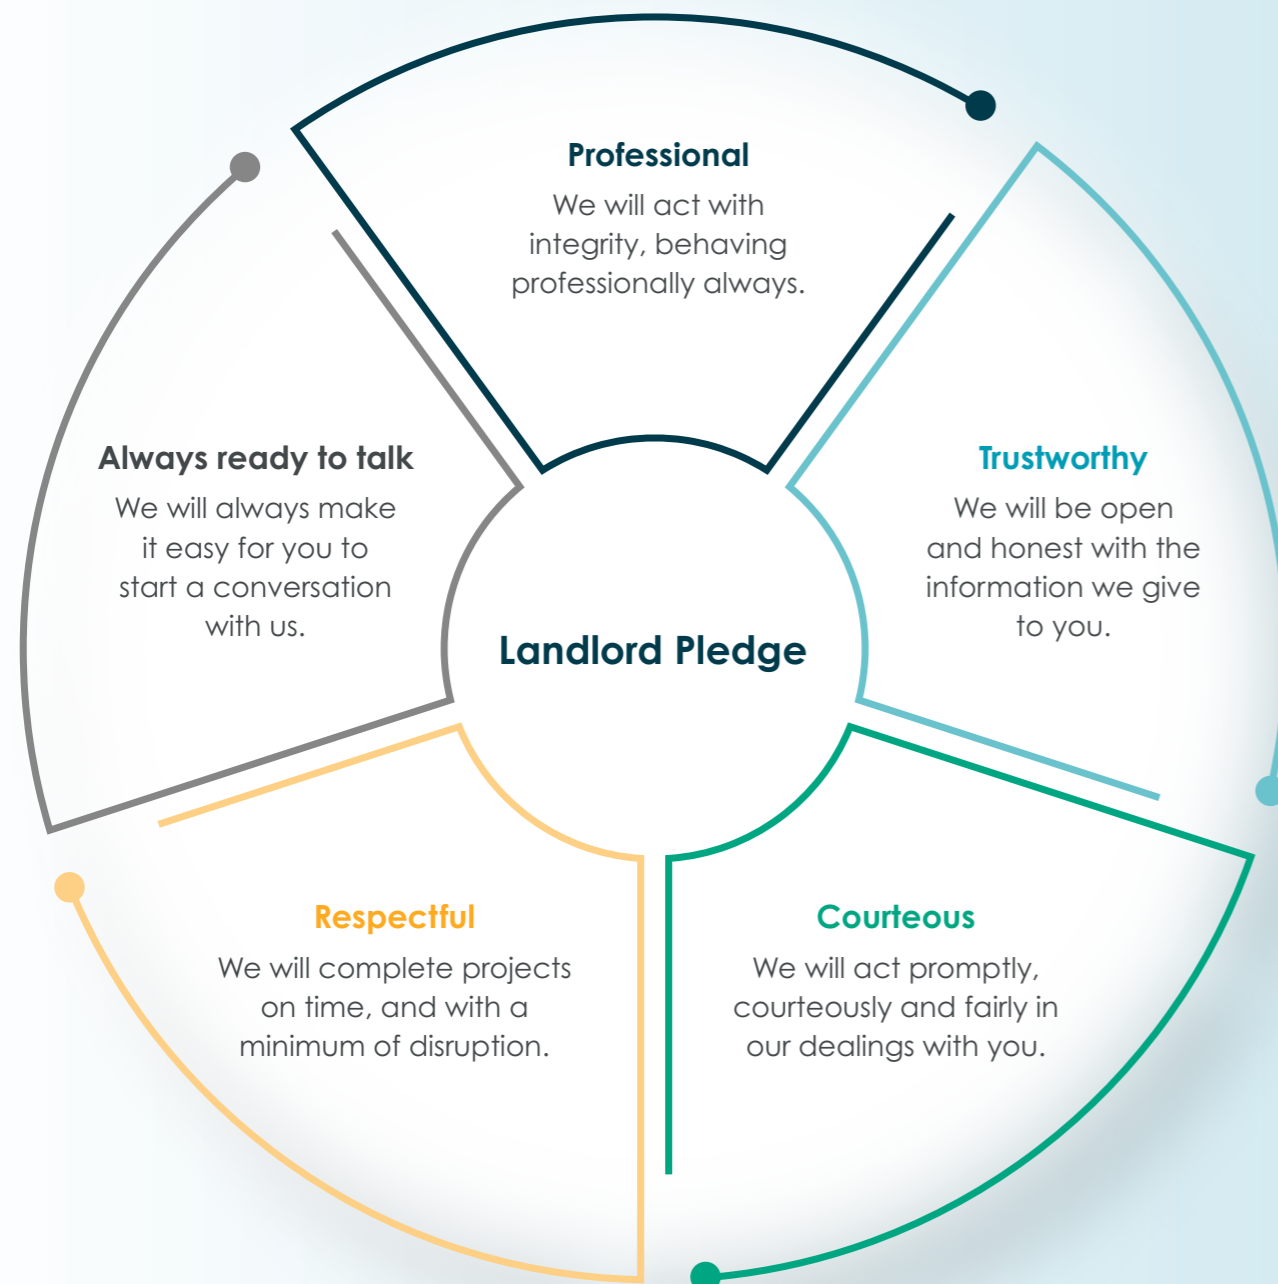 Professional
We will act with
integrity, behaving
professionally always.
Trustworthy
We will be open
and honest with the
information we give
to you.
Courteous
We will act promptly,
courteously and fairly in
our dealings with you.
Respectful
We will complete projects
on time, and with a
minimum of disruption.
Always ready to talk
We will always make
it easy for you to
start a conversation
with us.
Landlord Pledge